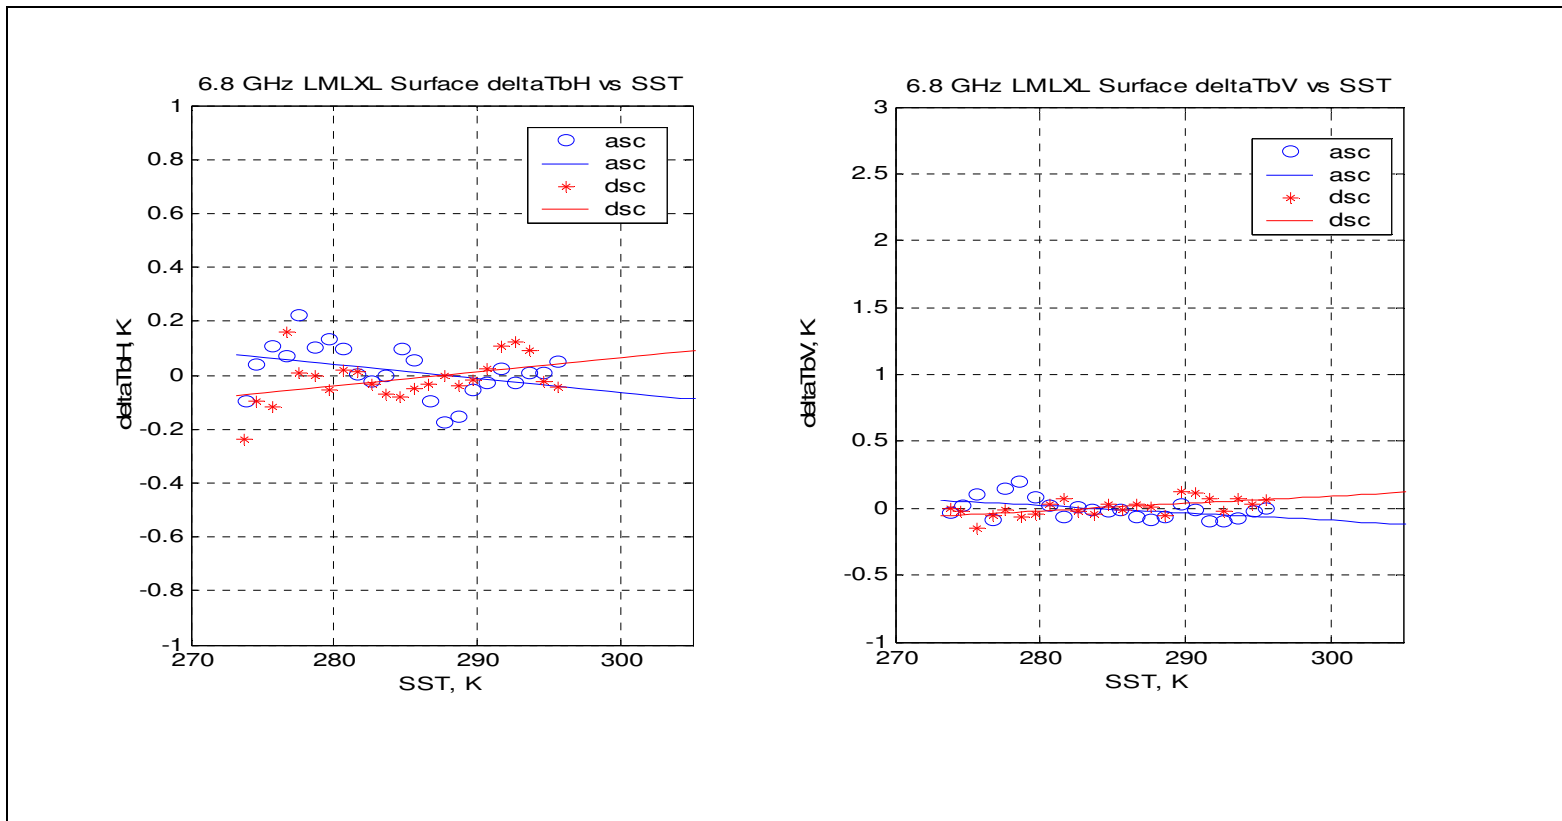 6.8 GHz LMLXL Surface deltaTbH vs SST
1
0.8
0.6
0.4
0.2
0
-0.2
-0.4
-0.6
-0.8
-1
270
280
290
300
SST, K
deltaTbH, K
asc
asc
dsc
dsc
6.8 GHz LMLXL Surface deltaTbV vs SST
3
2.5
2
1.5
1
0.5
0
-0.5
-1
270
280
290
300
SST, K
deltaTbV, K
asc
asc
dsc
dsc